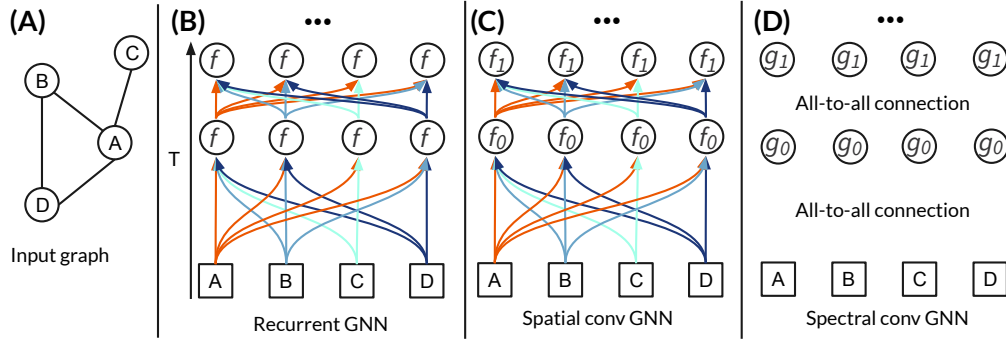 (A)
B
C
A
D
Input graph
(B)
•••
T
f f f f
f f f f
A B C D
Recurrent GNN
(C)
•••
f1 f1 f1 f1
f0 f0 f0 f0
A B C D
Spatial conv GNN
(D)
•••
g1 g1 g1 g1
All-to-all connection
g0 g0 g0 g0
All-to-all connection
A B C D
Spectral conv GNN